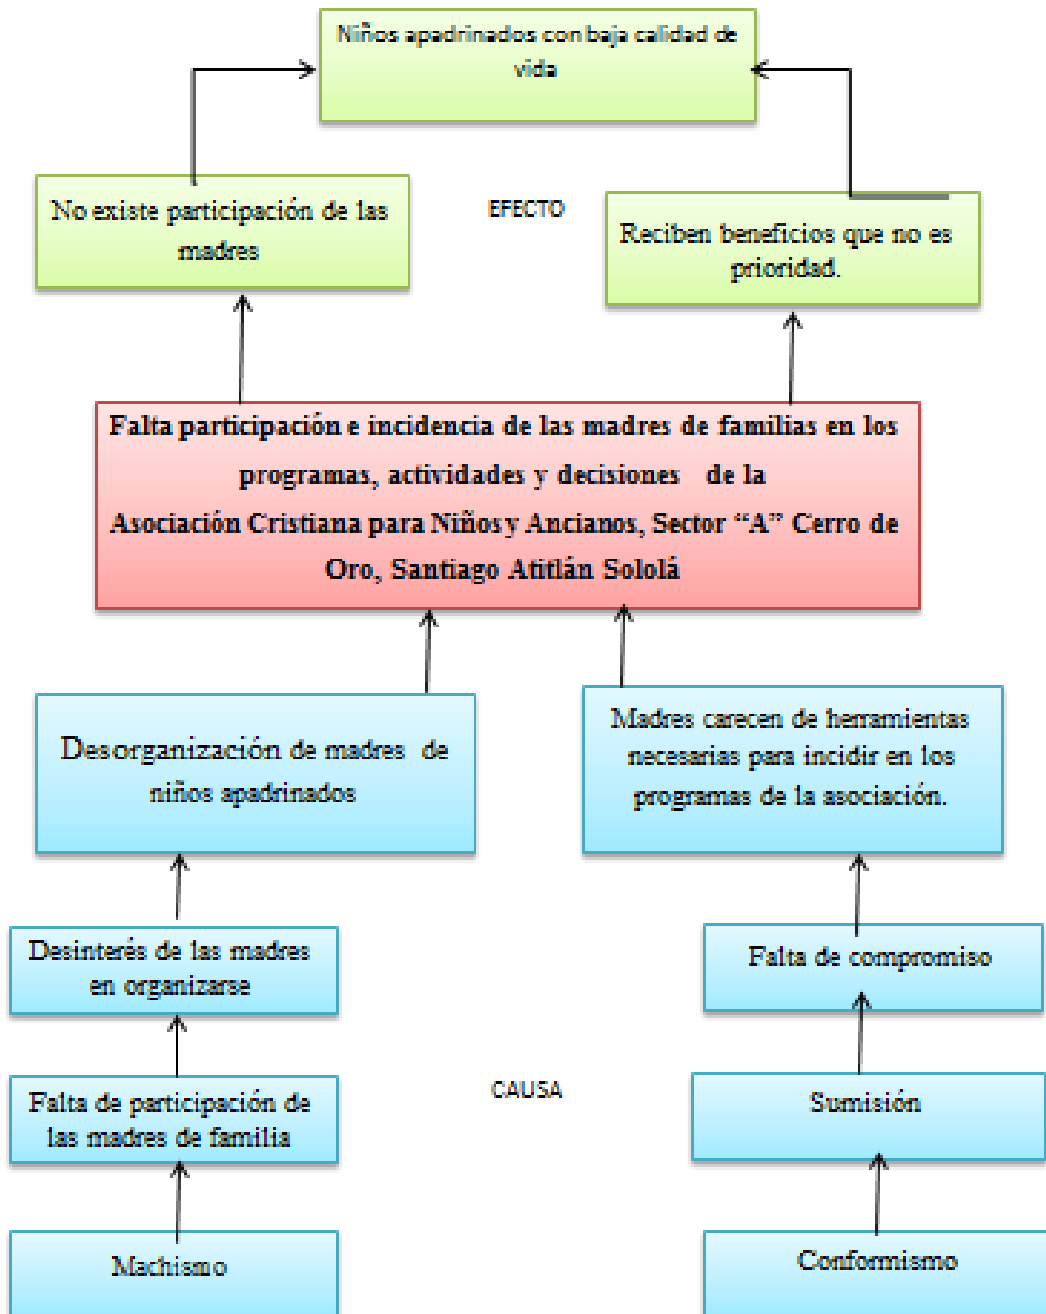 Niños apadrinados con baja calidad de
vida
No existe participación de las
madres
EFECTO
Reciben beneficios que no es
prioridad.
Falta participación e incidencia de las madres de familias en los
programas, actividades y decisiones de la
Asociación Cristiana para Niños y Ancianos, Sector “A” Cerro de
Oro, Santiago Atitlán Sololá
Desorganización de madres de
niños apadrinados
Madres carecen de herramientas
necesarias para incidir en los
programas de la asociación.
Desinterés de las madres
en organizarse
Falta de compromiso
Falta de participación de
las madres de familia
CAUSA
Sumisión
Machismo
Conformismo